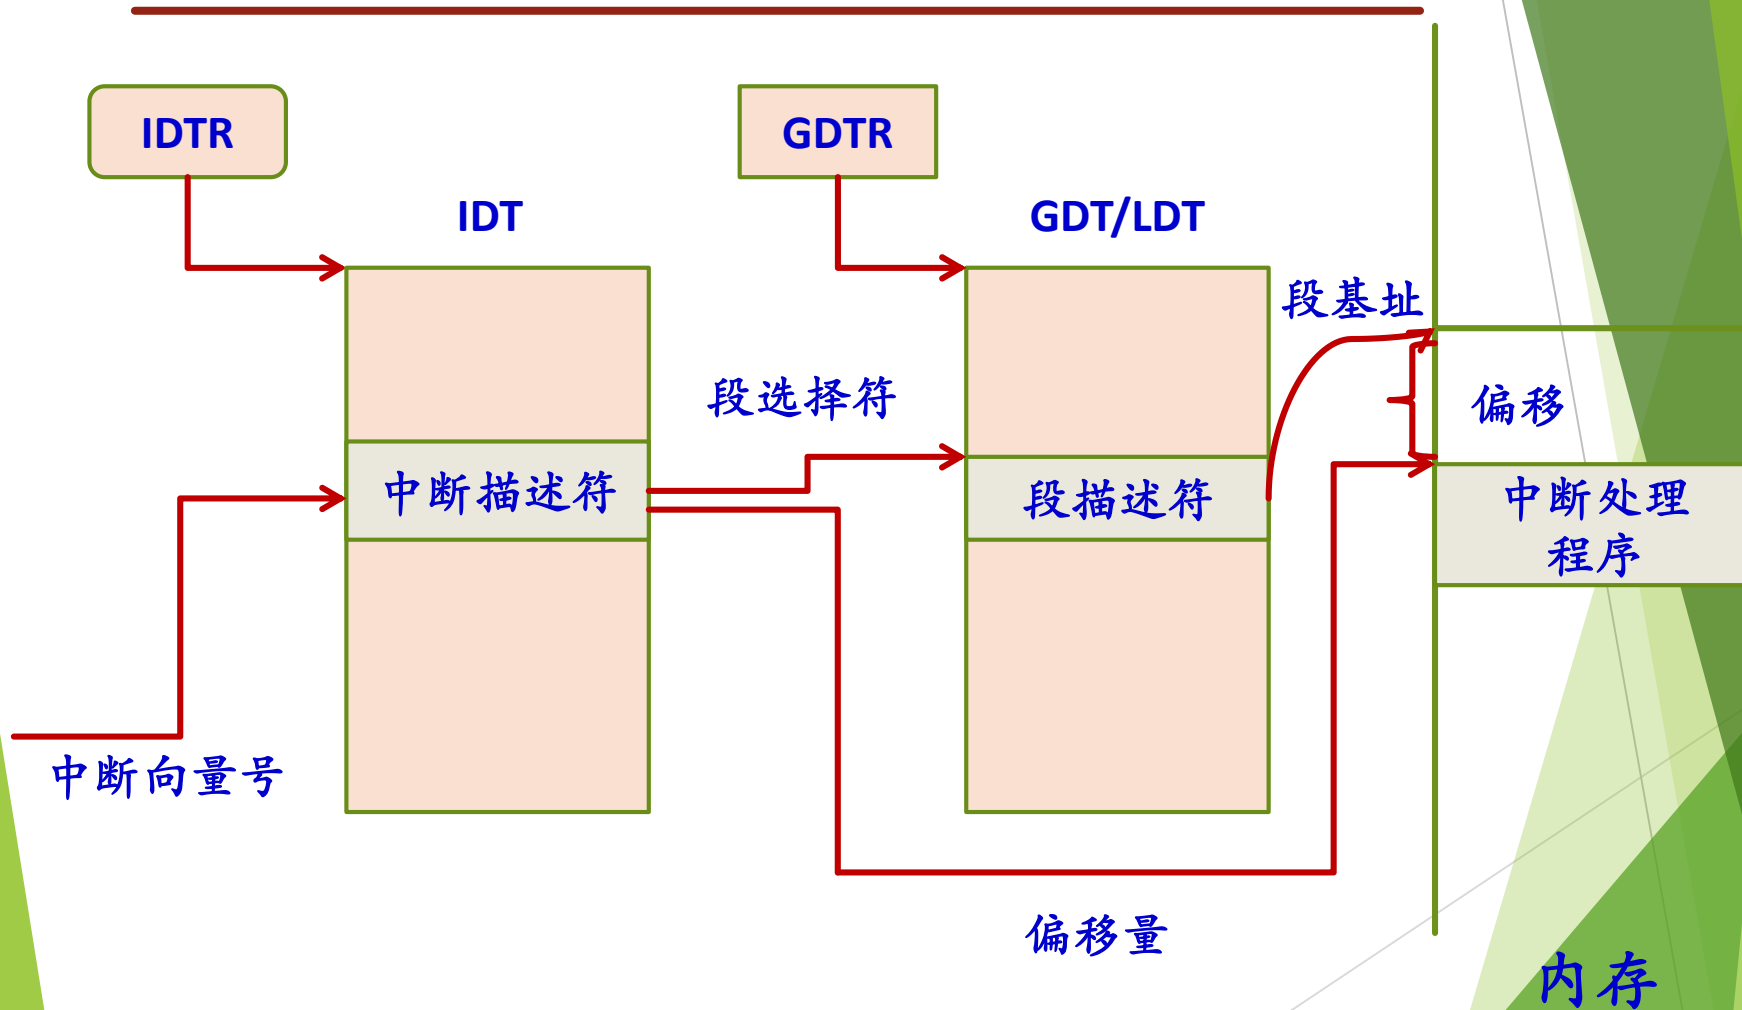 IDTR
GDTR
IDT
GDT/LDT
段基址
段选择符
偏移
中断描述符
段描述符
中断处理
程序
中断向量号
偏移量
内存